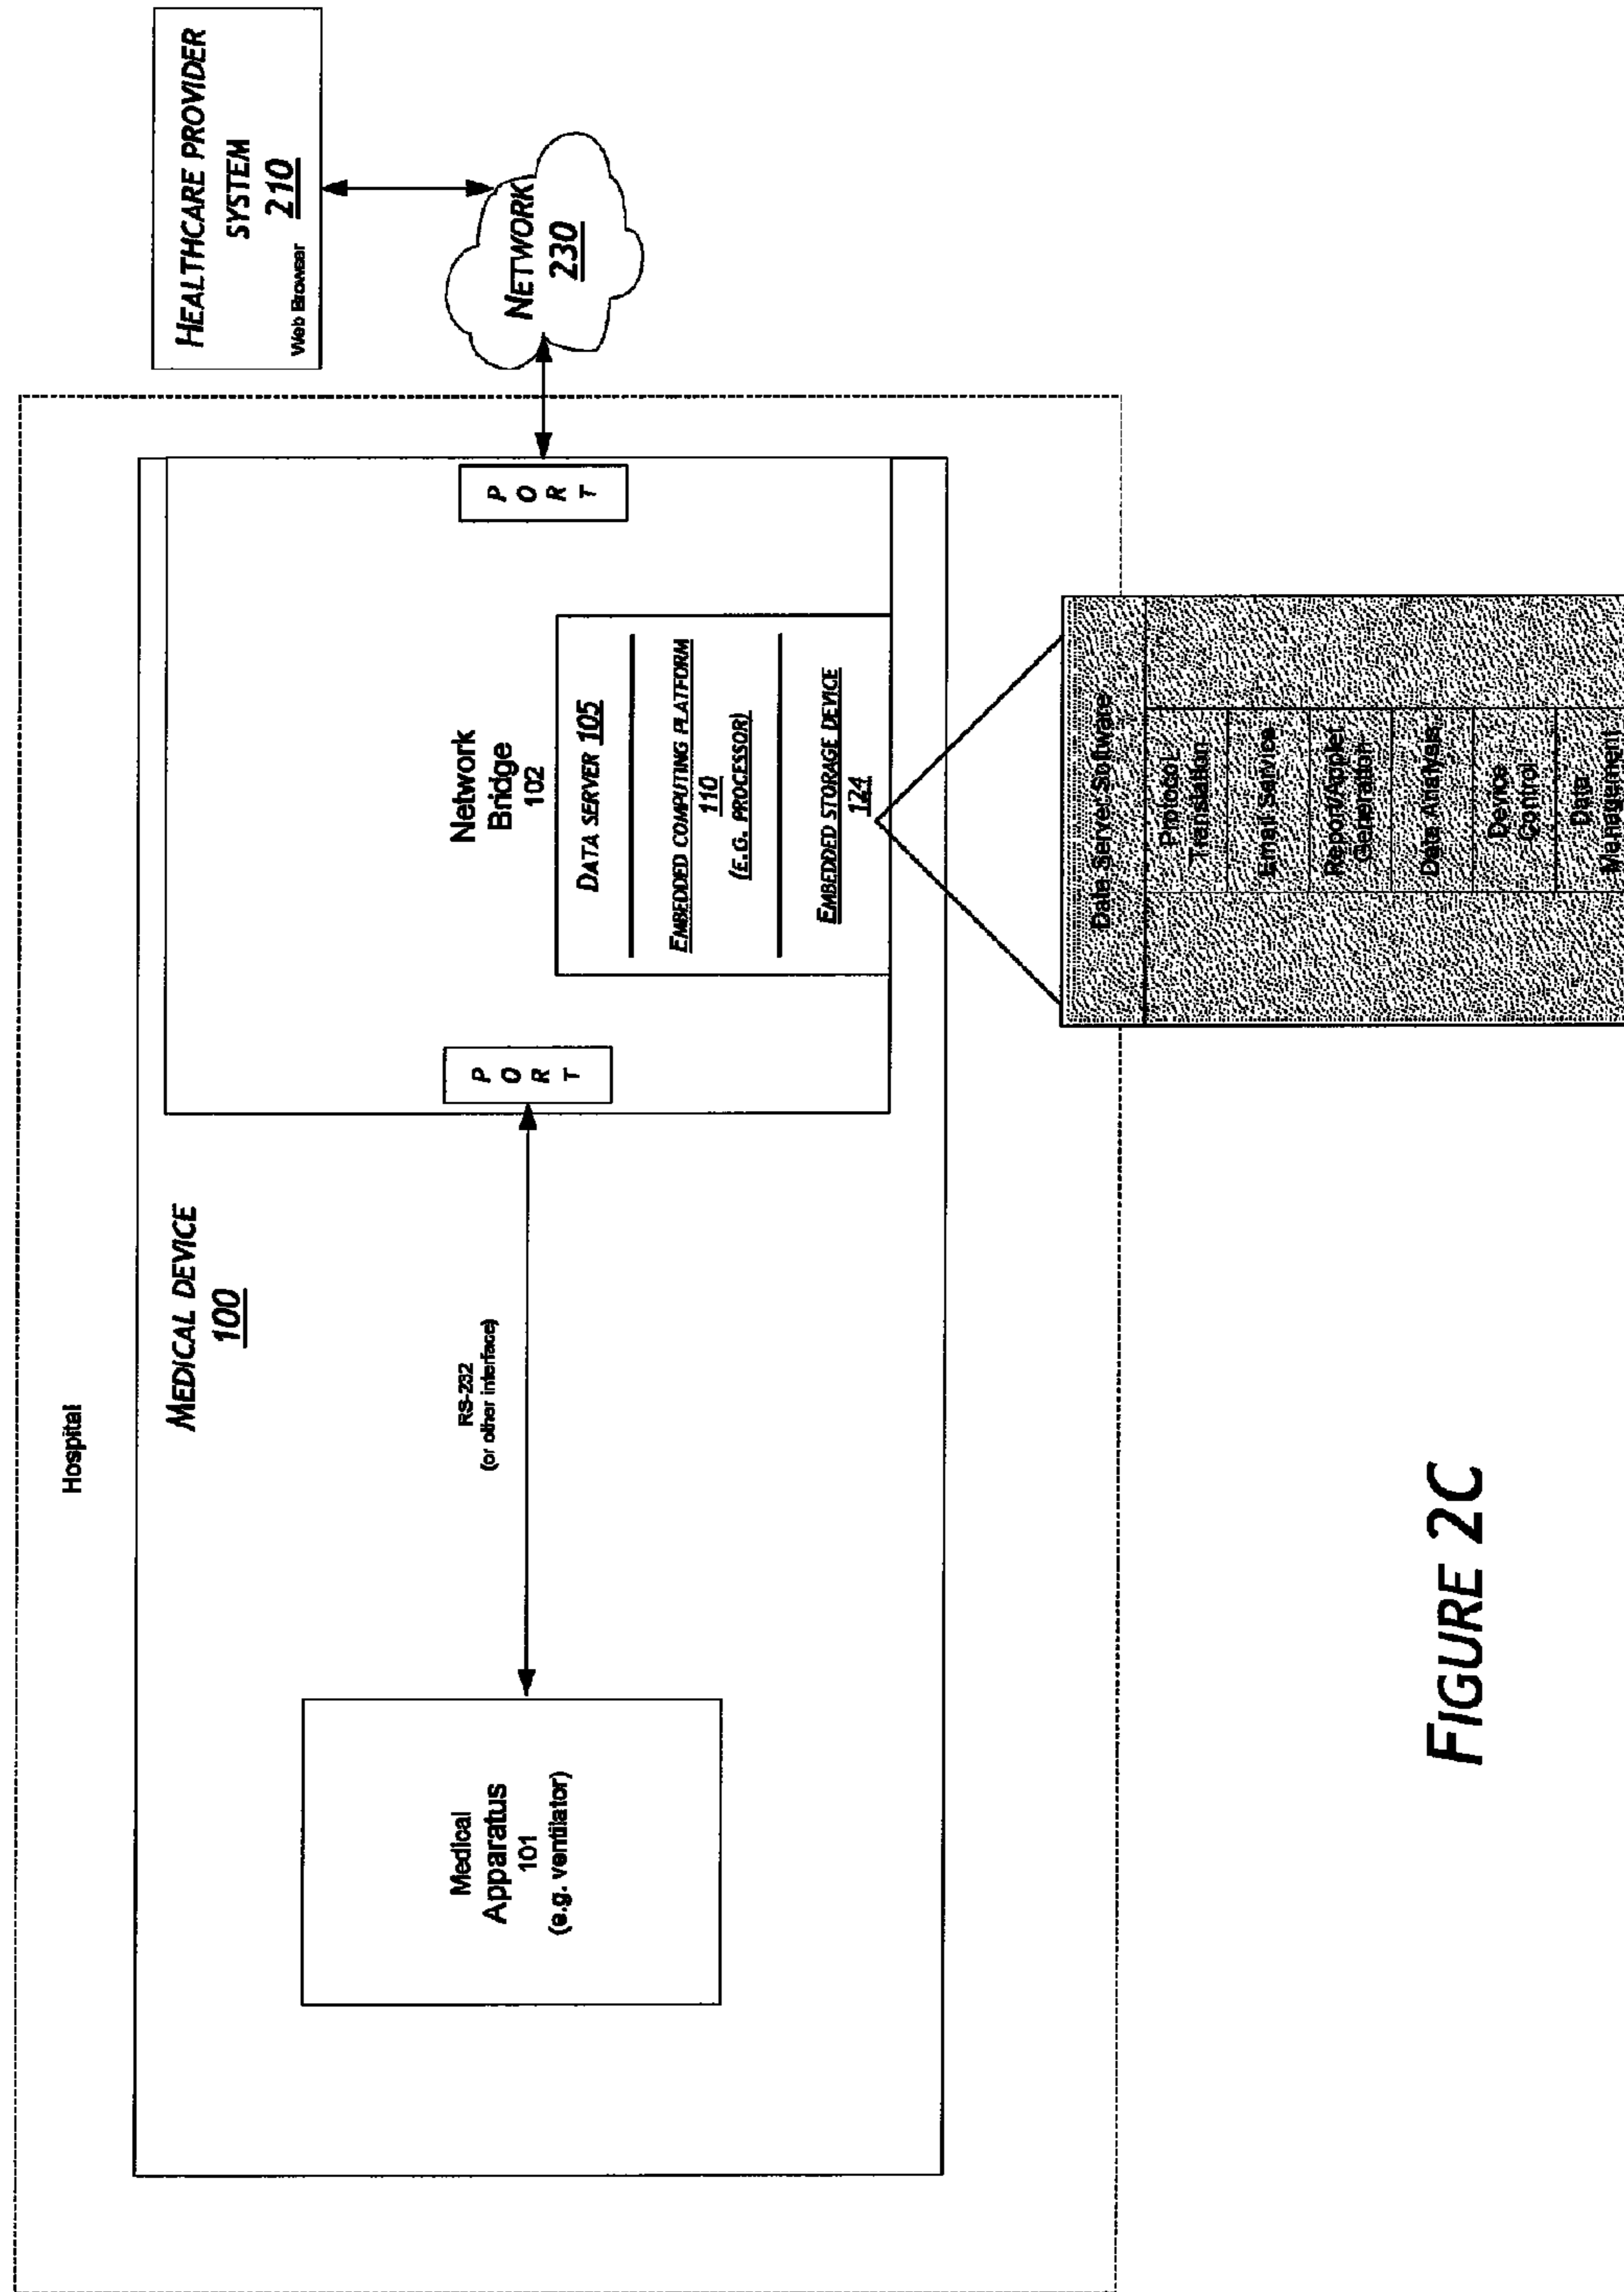 Hospital
MEDICAL DEVICE
100
Medical
Apparatus
101
(e.g. ventilator)
RS-232
(or other interface)
P
O
R
T
Network
Bridge
102
DATA SERVER 105
EMBEDDED COMPUTING PLATFORM
110
(E.G. PROCESSOR)
EMBEDDED STORAGE DEVICE
124
P
O
R
T
HEALTHCARE PROVIDER
SYSTEM
210
Web Browser
NETWORK
230
Data Server Software
Protocol
Translation
Email Service
Report/Applet
Generation
Data Analysis
Device
Control
Data
Management
FIGURE 2C